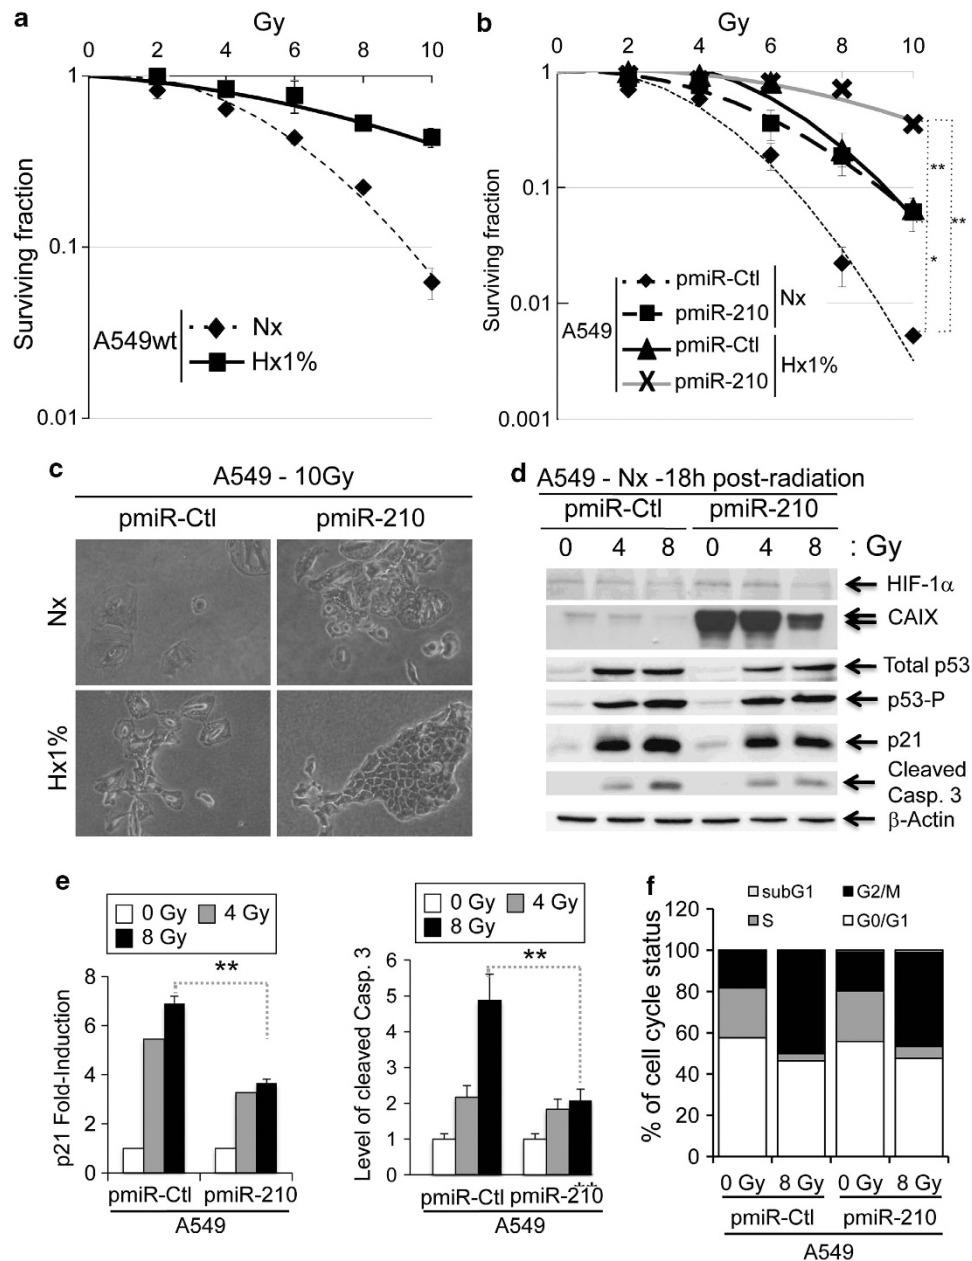 a
Gy
0 2 4 6 8 10
1
0.1
0.01
Surviving fraction
A549wt
Nx
Hx1%
b
Gy
0 2 4 6 8 10
1
0.1
0.01
0.001
Surviving fraction
**
**
*
A549
pmiR-Ctl
pmiR-210
Nx
pmiR-Ctl
pmiR-210
Hx1%
c
A549 - 10Gy
pmiR-Ctl pmiR-210
Nx
Hx1%
d
A549 - Nx -18h post-radiation
pmiR-Ctl pmiR-210
0 4 8 0 4 8 : Gy
HIF-1α
CAIX
Total p53
p53-P
p21
Cleaved
Casp. 3
β-Actin
e
0 Gy 4 Gy
8 Gy
**
p21 Fold-Induction
8
6
4
2
0
pmiR-Ctl pmiR-210
A549
0 Gy 4 Gy
8 Gy
**
Level of cleaved Casp. 3
6
5
4
3
2
1
0
pmiR-Ctl pmiR-210
**
A549
f
subG1 G2/M
S G0/G1
% of cell cycle status
120
100
80
60
40
20
0
0 Gy 8 Gy 0 Gy 8 Gy
pmiR-Ctl pmiR-210
A549